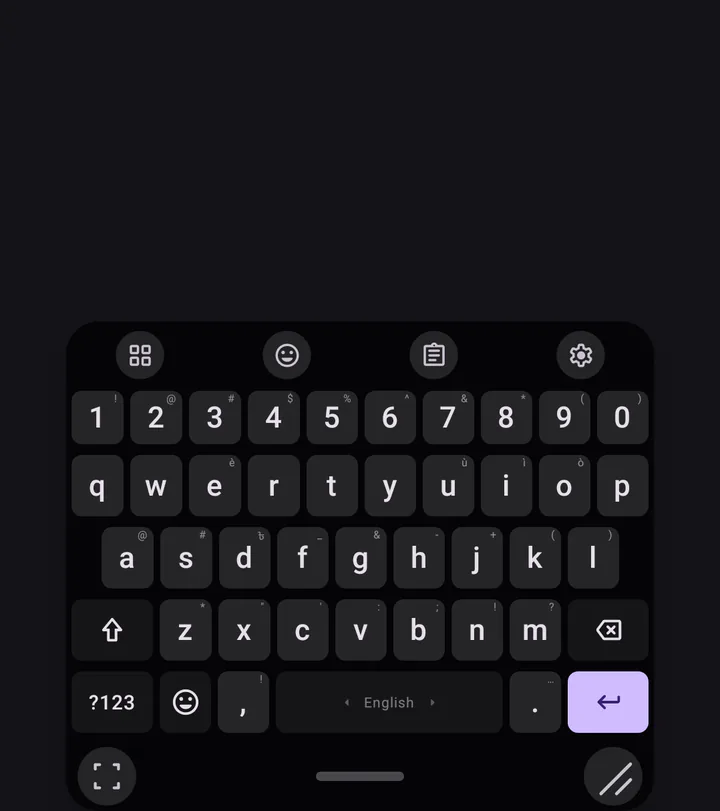 1 ! 2 @ 3 # 4 $ 5 % 6 ^ 7 & 8 * 9 ( 0 )
q w e è r t y u ù i ì o ò p
a @ s # d f _ g & h - j + k ( l )
z * x " c ' v : b ; n ! m ?
?123 , ! English . …